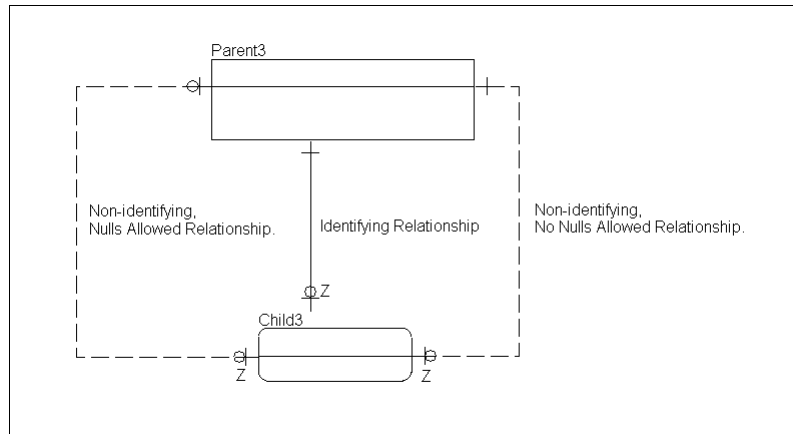 Parent3
Non-identifying,
Nulls Allowed Relationship.
Identifying Relationship
Non-identifying,
No Nulls Allowed Relationship.
Z
Child3
Z
Z